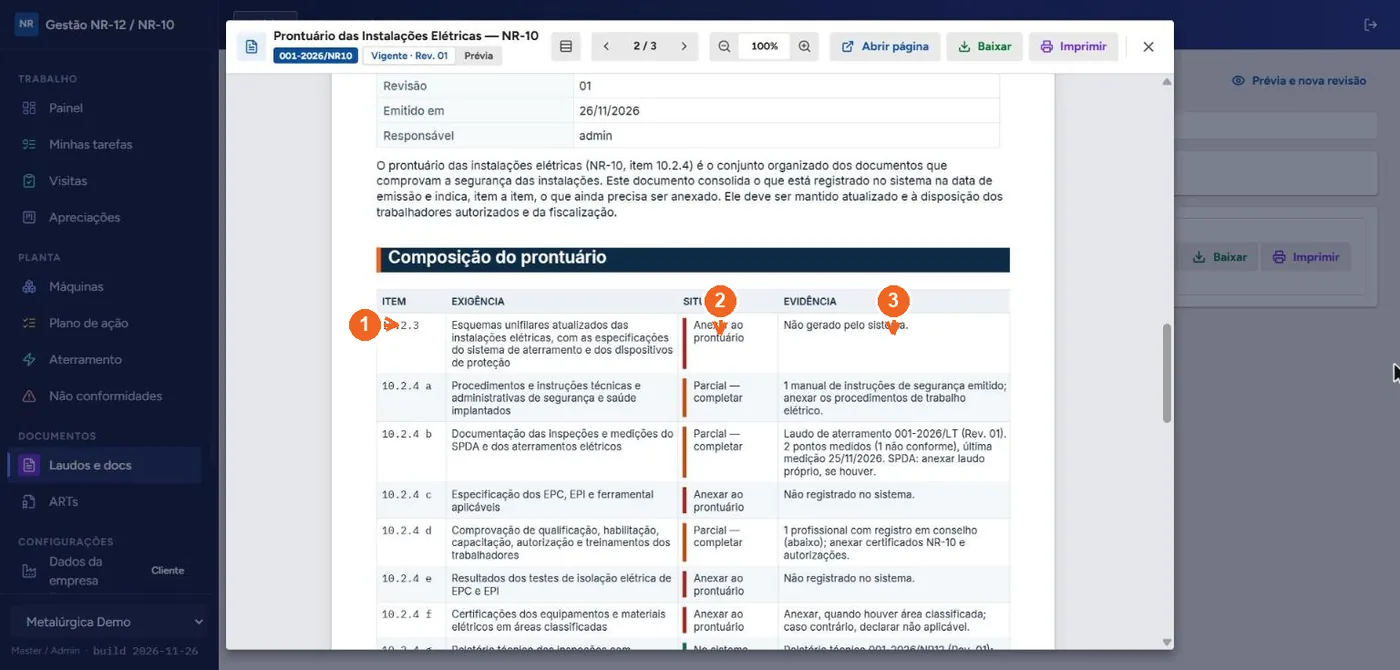 NR Gestão NR-12 / NR-10
TRABALHO
Painel
Minhas tarefas
Visitas
Apreciações
PLANTA
Máquinas
Plano de ação
Aterramento
Não conformidades
DOCUMENTOS
Laudos e docs
ARTs
CONFIGURAÇÕES
Dados da empresa Cliente
Metalúrgica Demo
Master / Admin · build 2026-11-26
Prontuário das Instalações Elétricas — NR-10
001-2026/NR10 Vigente · Rev. 01 Prévia
2 / 3
100%
Abrir página
Baixar
Imprimir
Prévia e nova revisão
Baixar
Imprimir
Revisão 01
Emitido em 26/11/2026
Responsável admin
O prontuário das instalações elétricas (NR-10, item 10.2.4) é o conjunto organizado dos documentos que
comprovam a segurança das instalações. Este documento consolida o que está registrado no sistema na data de
emissão e indica, item a item, o que ainda precisa ser anexado. Ele deve ser mantido atualizado e à disposição dos
trabalhadores autorizados e da fiscalização.
Composição do prontuário
ITEM EXIGÊNCIA 2 EVIDÊNCIA 3
1 Esquemas unifilares atualizados das
instalações elétricas, com as especificações
do sistema de aterramento e dos dispositivos
de proteção
Anexar ao
prontuário
Não gerado pelo sistema.
10.2.4 a Procedimentos e instruções técnicas e
administrativas de segurança e saúde
implantados
Parcial —
completar
1 manual de instruções de segurança emitido;
anexar os procedimentos de trabalho
elétrico.
10.2.4 b Documentação das inspeções e medições do
SPDA e dos aterramentos elétricos
Parcial —
completar
Laudo de aterramento 001-2026/LT (Rev. 01).
2 pontos medidos (1 não conforme), última
medição 25/11/2026. SPDA: anexar laudo
próprio, se houver.
10.2.4 c Especificação dos EPC, EPI e ferramental
aplicáveis
Anexar ao
prontuário
Não registrado no sistema.
10.2.4 d Comprovação de qualificação, habilitação,
capacitação, autorização e treinamentos dos
trabalhadores
Parcial —
completar
1 profissional com registro em conselho
(abaixo); anexar certificados NR-10 e
autorizações.
10.2.4 e Resultados dos testes de isolação elétrica de
EPC e EPI
Anexar ao
prontuário
Não registrado no sistema.
10.2.4 f Certificações dos equipamentos e materiais
elétricos em áreas classificadas
Anexar ao
prontuário
Anexar, quando houver área classificada;
caso contrário, declarar não aplicável.